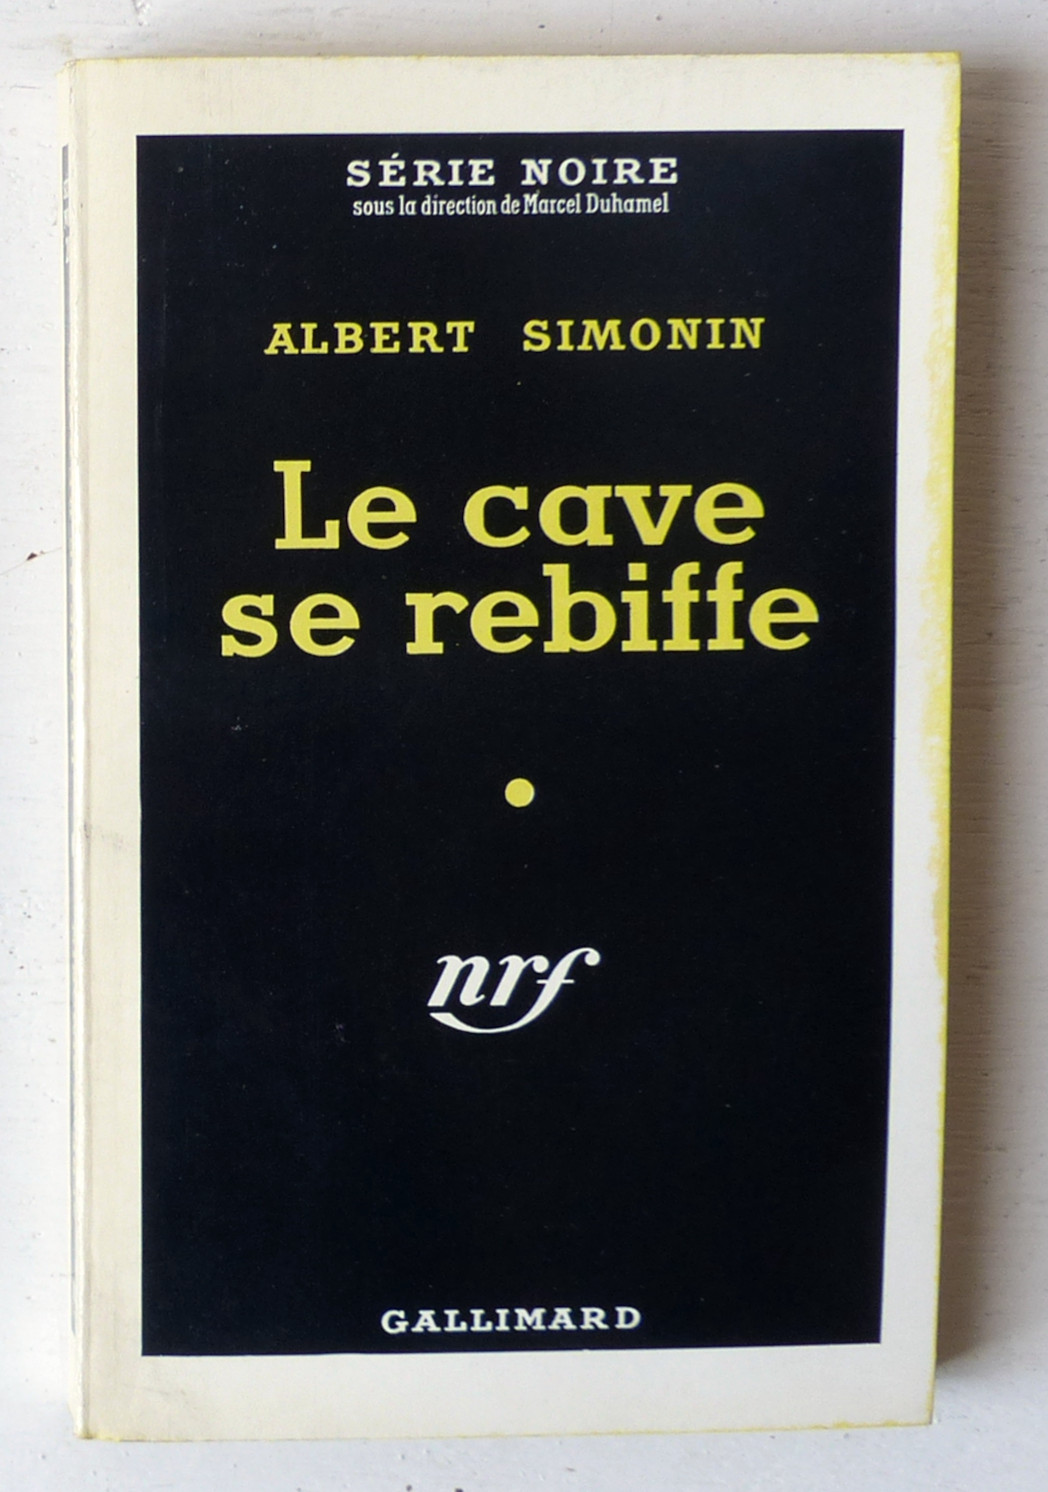 SÉRIE NOIRE
sous la direction de Marcel Duhamel
ALBERT SIMONIN
Le cave
se rebiffe
nrf
GALLIMARD